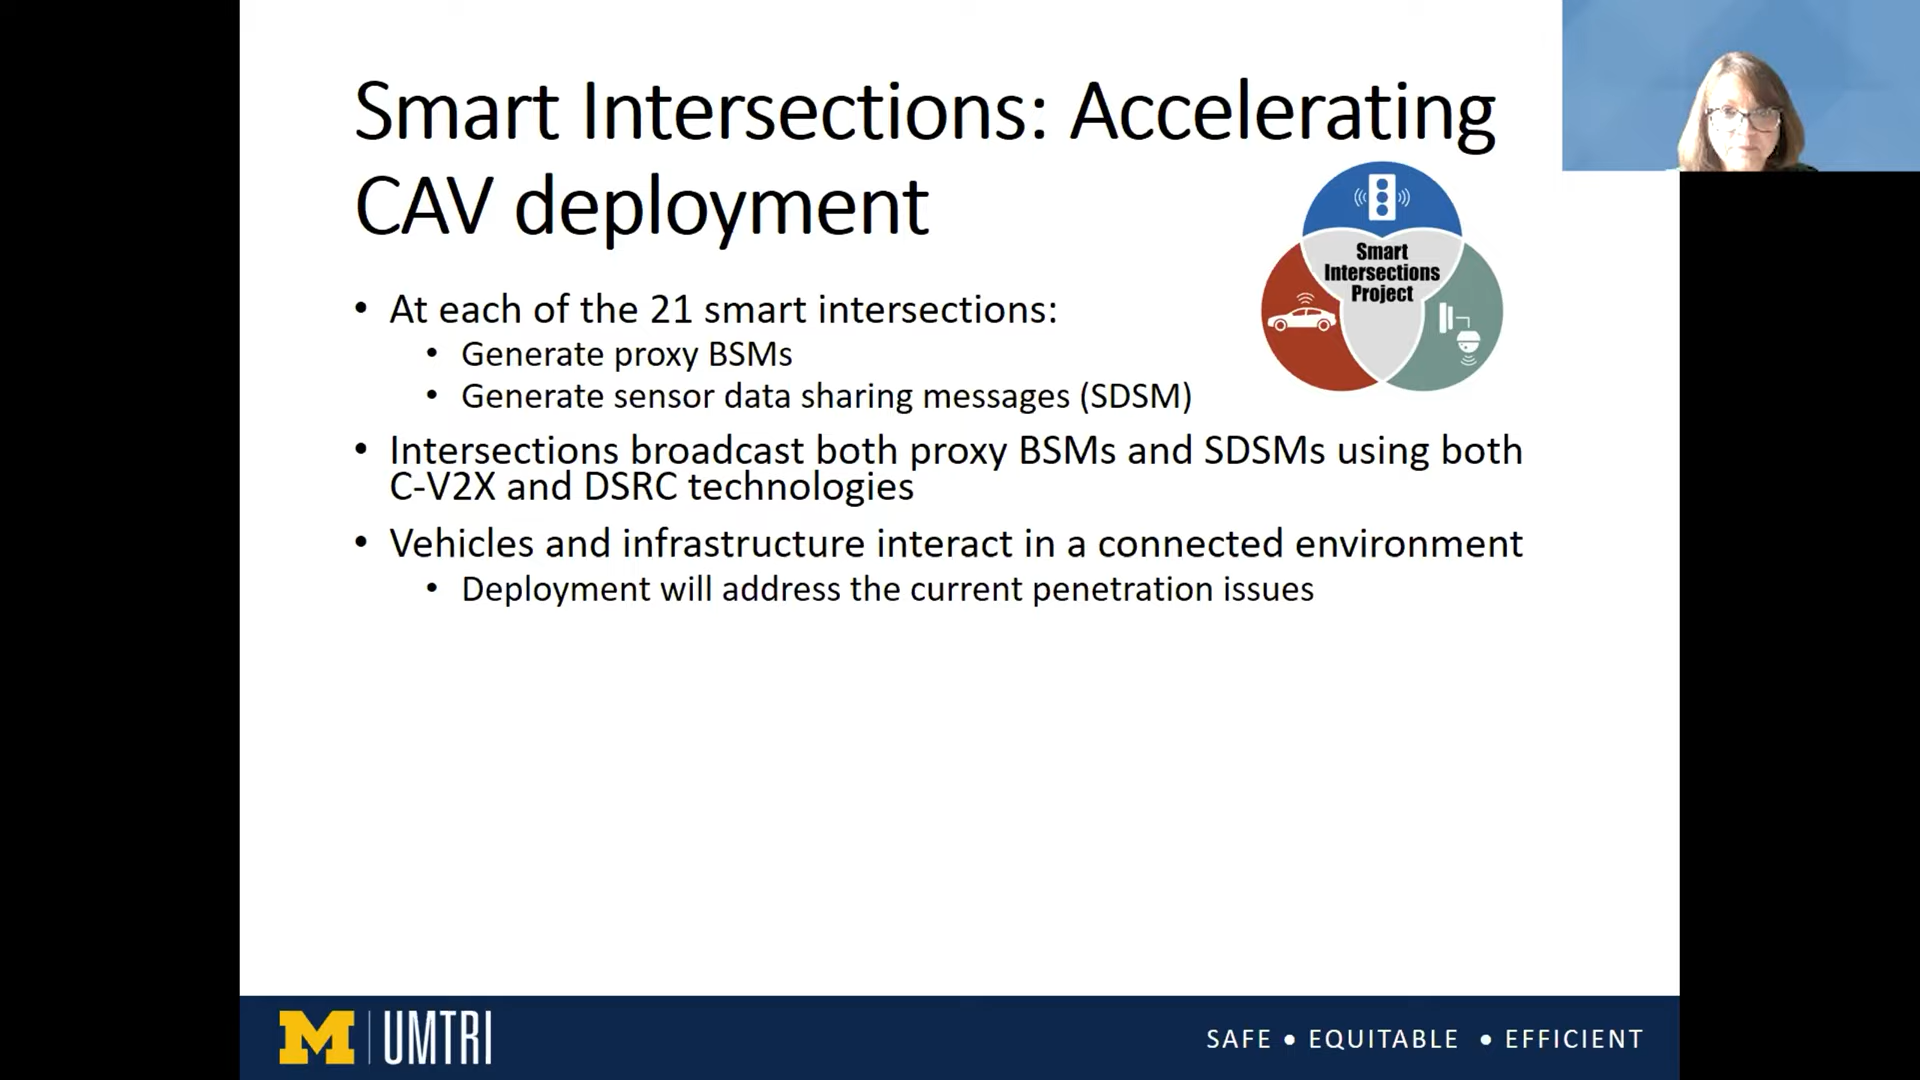 Smart Intersections: Accelerating
CAV deployment
Smart
Intersections
Project
• At each of the 21 smart intersections:
• Generate proxy BSMs
• Generate sensor data sharing messages (SDSM)
• Intersections broadcast both proxy BSMs and SDSMs using both
C-V2X and DSRC technologies
• Vehicles and infrastructure interact in a connected environment
• Deployment will address the current penetration issues
M | UMTRI
SAFE • EQUITABLE • EFFICIENT